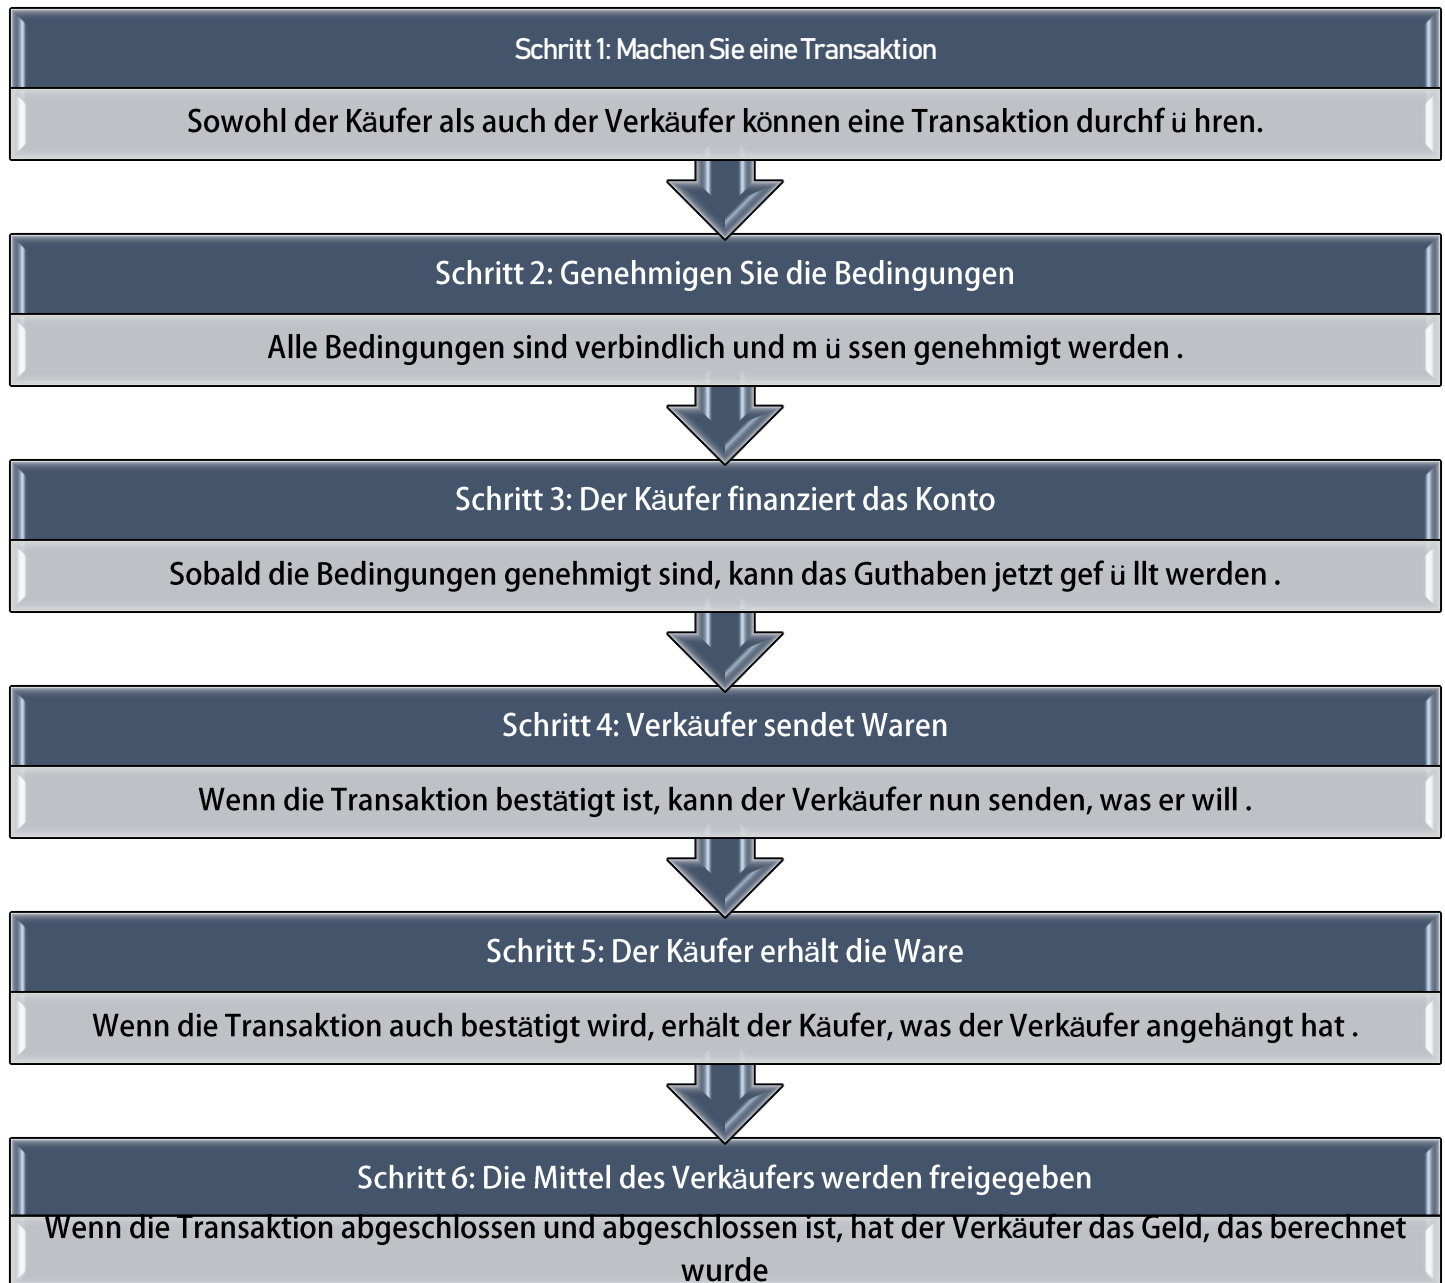 Schritt 1: Machen Sie eine Transaktion
Sowohl der Käufer als auch der Verkäufer können eine Transaktion durchf ü hren.
Schritt 2: Genehmigen Sie die Bedingungen
Alle Bedingungen sind verbindlich und m ü ssen genehmigt werden .
Schritt 3: Der Käufer finanziert das Konto
Sobald die Bedingungen genehmigt sind, kann das Guthaben jetzt gef ü llt werden .
Schritt 4: Verkäufer sendet Waren
Wenn die Transaktion bestätigt ist, kann der Verkäufer nun senden, was er will .
Schritt 5: Der Käufer erhält die Ware
Wenn die Transaktion auch bestätigt wird, erhält der Käufer, was der Verkäufer angehängt hat .
Schritt 6: Die Mittel des Verkäufers werden freigegeben
Wenn die Transaktion abgeschlossen und abgeschlossen ist, hat der Verkäufer das Geld, das berechnet
wurde